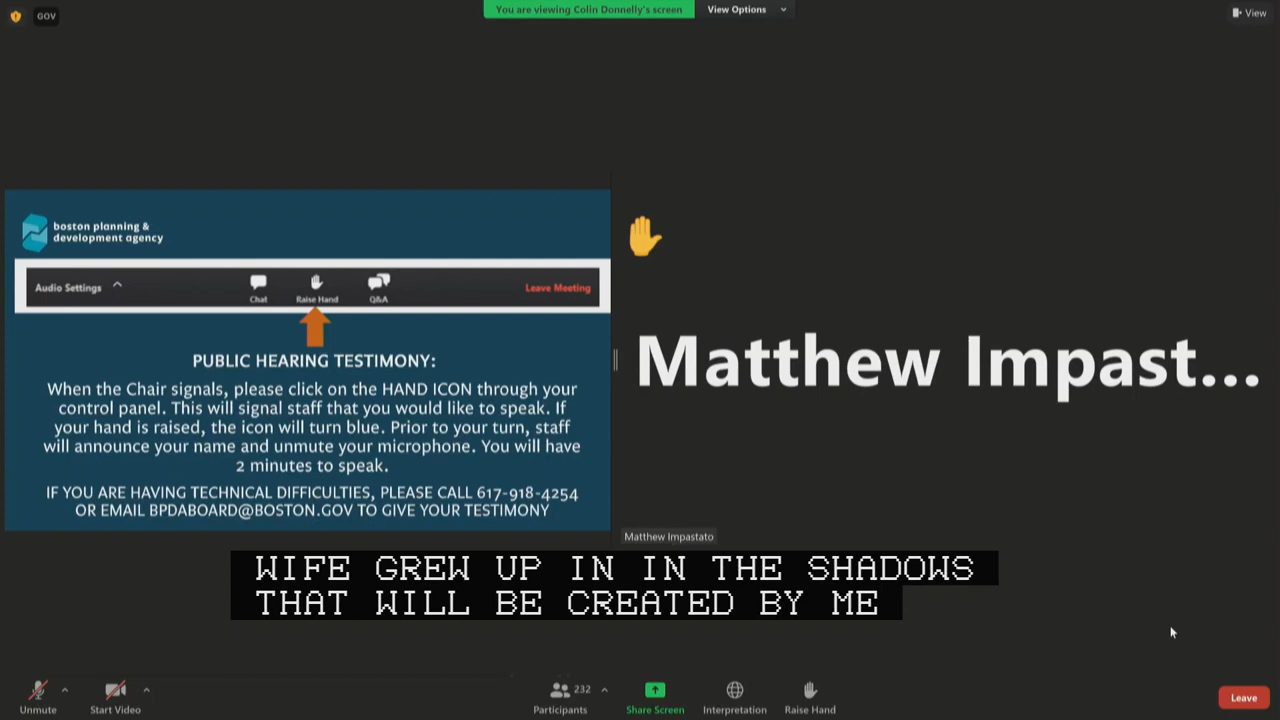 GOV
You are viewing Colin Donnelly's screen
View Options
View
boston planning &
development agency
Audio Settings
Chat
Raise Hand
Q&A
Leave Meeting
PUBLIC HEARING TESTIMONY:
When the Chair signals, please click on the HAND ICON through your
control panel. This will signal staff that you would like to speak. If
your hand is raised, the icon will turn blue. Prior to your turn, staff
will announce your name and unmute your microphone. You will have
2 minutes to speak.
IF YOU ARE HAVING TECHNICAL DIFFICULTIES, PLEASE CALL 617-918-4254
OR EMAIL BPDABOARD@BOSTON.GOV TO GIVE YOUR TESTIMONY
Matthew Impast...
Matthew Impastato
WIFE GREW UP IN IN THE SHADOWS
THAT WILL BE CREATED BY ME
Unmute
Start Video
232
Participants
Share Screen
Interpretation
Raise Hand
Leave